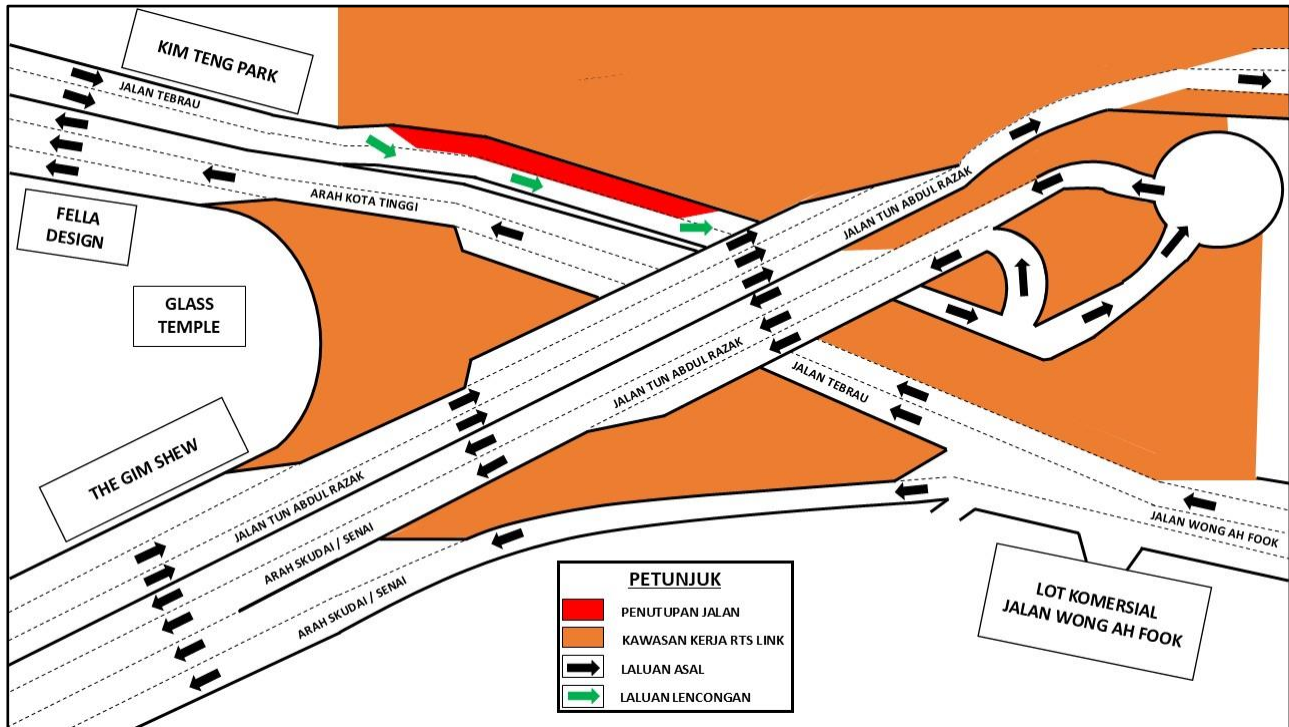 KIM TENG PARK
JALAN TEBRAU
ARAH KOTA TINGGI
FELLA
DESIGN
GLASS
TEMPLE
THE GIM SHEW
JALAN TUN ABDUL RAZAK
JALAN TUN ABDUL RAZAK
JALAN TEBRAU
JALAN TUN ABDUL RAZAK
ARAH SKUDAI / SENAI
ARAH SKUDAI / SENAI
JALAN WONG AH FOOK
LOT KOMERSIAL
JALAN WONG AH FOOK
PETUNJUK
PENUTUPAN JALAN
KAWASAN KERJA RTS LINK
LALUAN ASAL
LALUAN LENCONGAN